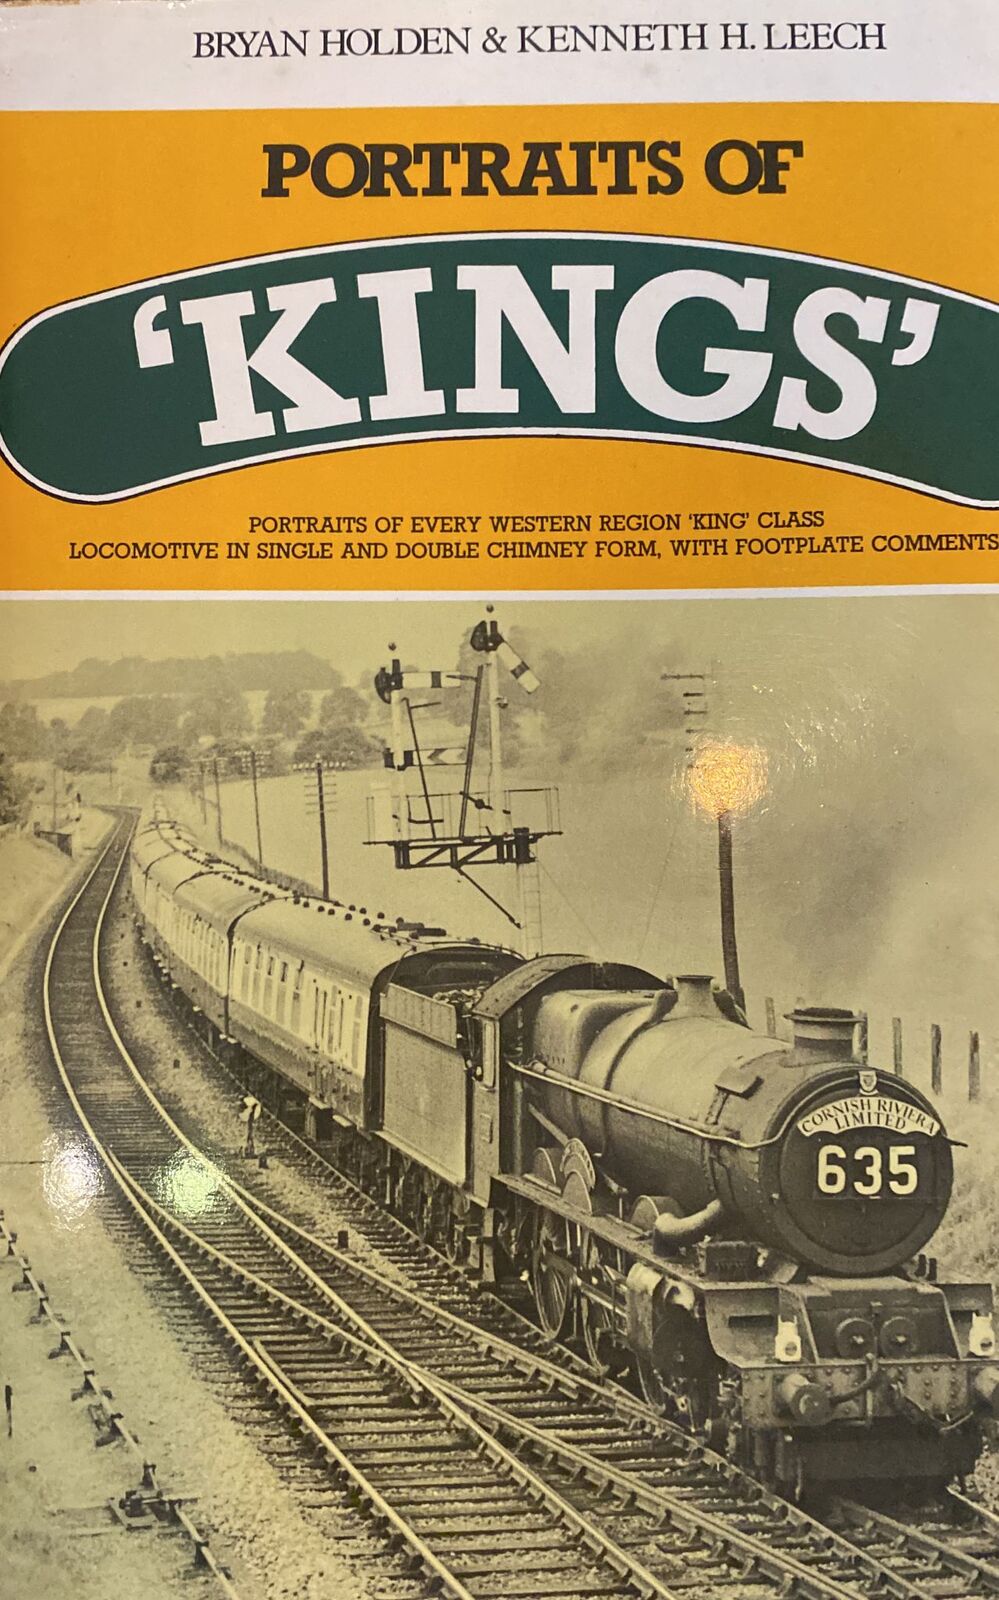 BRYAN HOLDEN & KENNETH H. LEECH
PORTRAITS OF
'KINGS'
PORTRAITS OF EVERY WESTERN REGION 'KING' CLASS
LOCOMOTIVE IN SINGLE AND DOUBLE CHIMNEY FORM, WITH FOOTPLATE COMMENTS
CORNISH RIVIERA
LIMITED
635